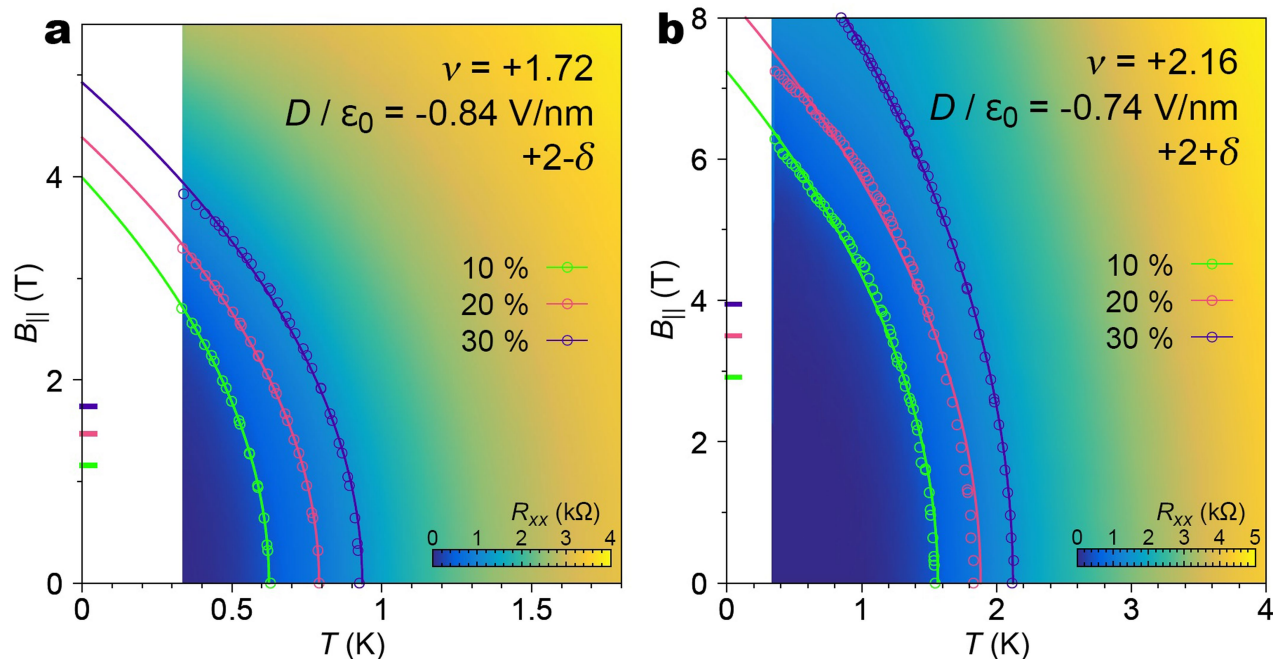 a
ν = +1.72
D / ε0 = -0.84 V/nm
+2-δ
10 %
20 %
30 %
B|| (T)
4
2
0
Rxx (kΩ)
0 1 2 3 4
0 0.5 1 1.5
T (K)
b
ν = +2.16
D / ε0 = -0.74 V/nm
+2+δ
10 %
20 %
30 %
B|| (T)
8
6
4
2
0
Rxx (kΩ)
0 1 2 3 4 5
0 1 2 3 4
T (K)